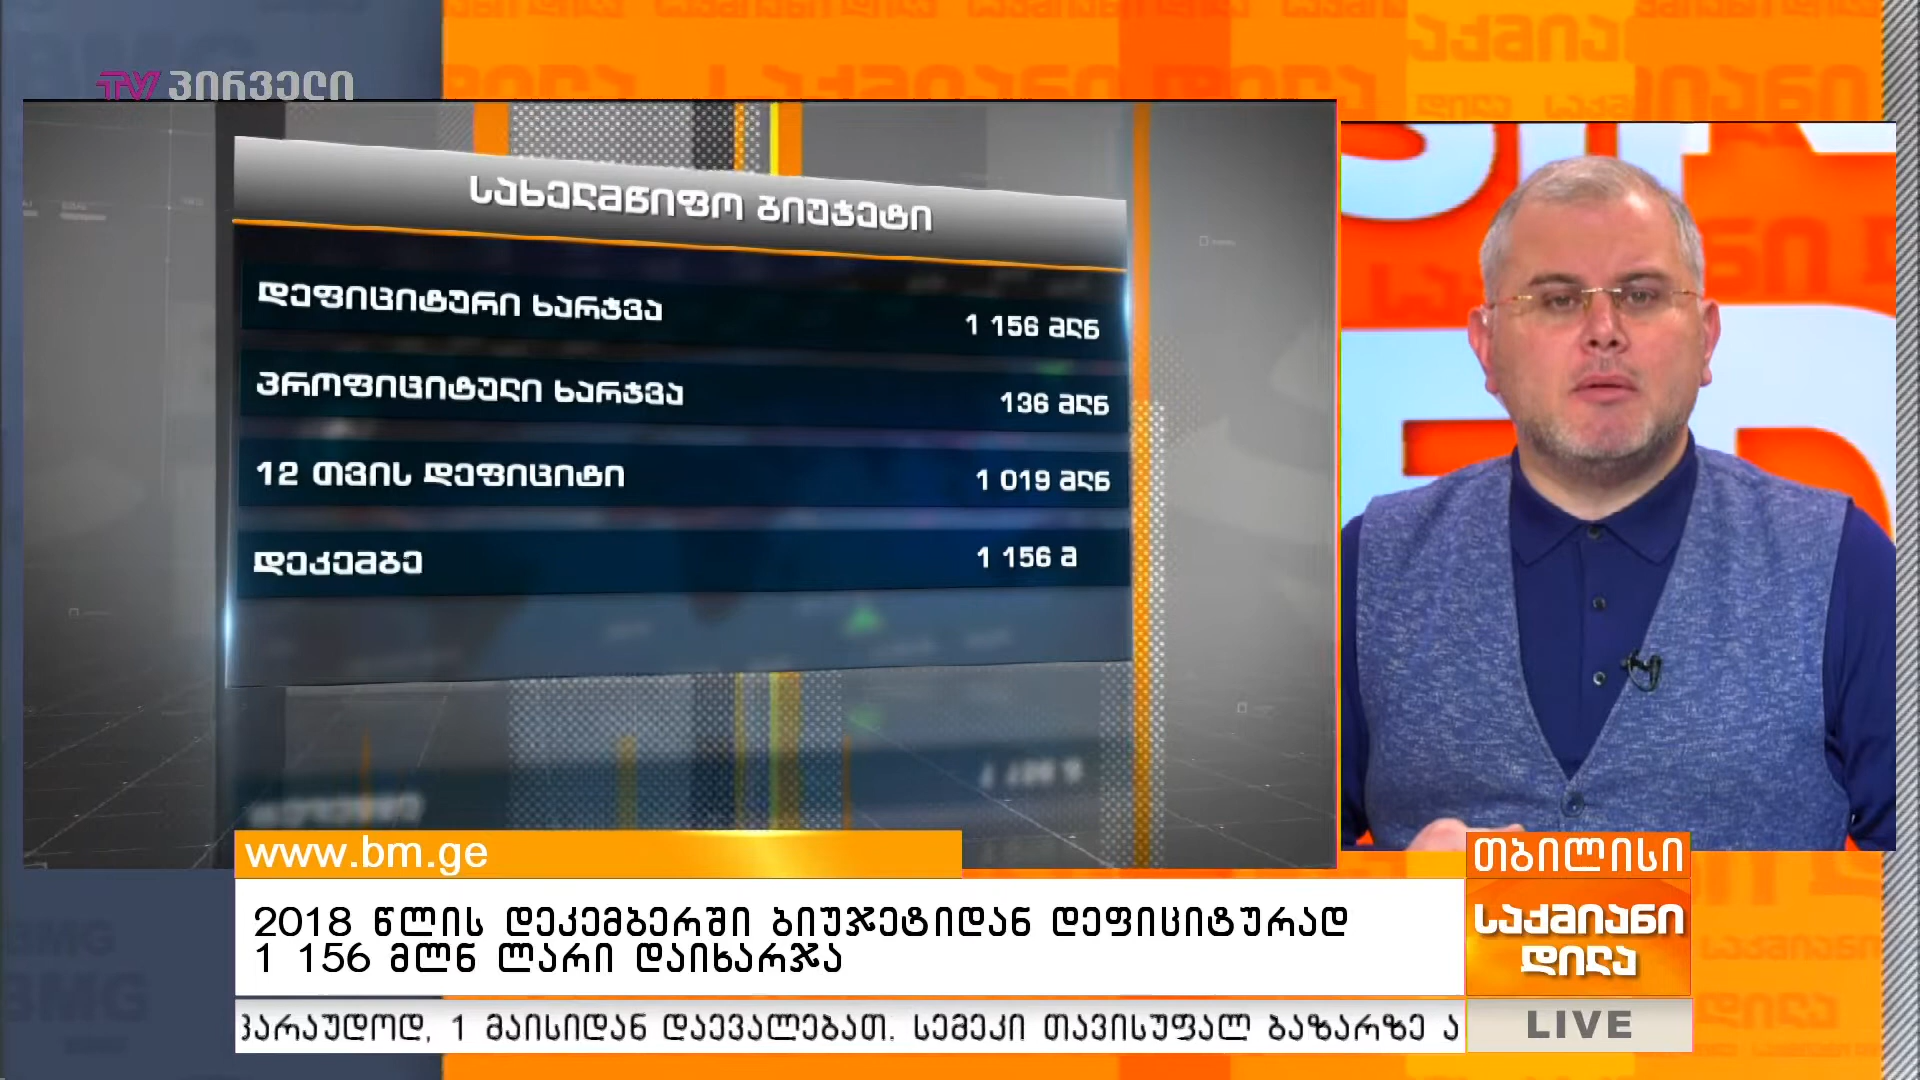 TV პირველი
სახელმწიფო ბიუჯეტი
დეფიციტური ხარჯვა 1 156 მლნ
პროფიციტული ხარჯვა 136 მლნ
12 თვის დეფიციტი 1 019 მლნ
დეკემბე 1 156 მ
www.bm.ge
თბილისი
2018 წლის დეკემბერში ბიუჯეტიდან დეფიციტურად
1 156 მლნ ლარი დაიხარჯა
საქმიანი
დილა
ვარაუდოდ, 1 მაისიდან დაევალებათ. სემეკი თავისუფალ ბაზარზე ა
LIVE